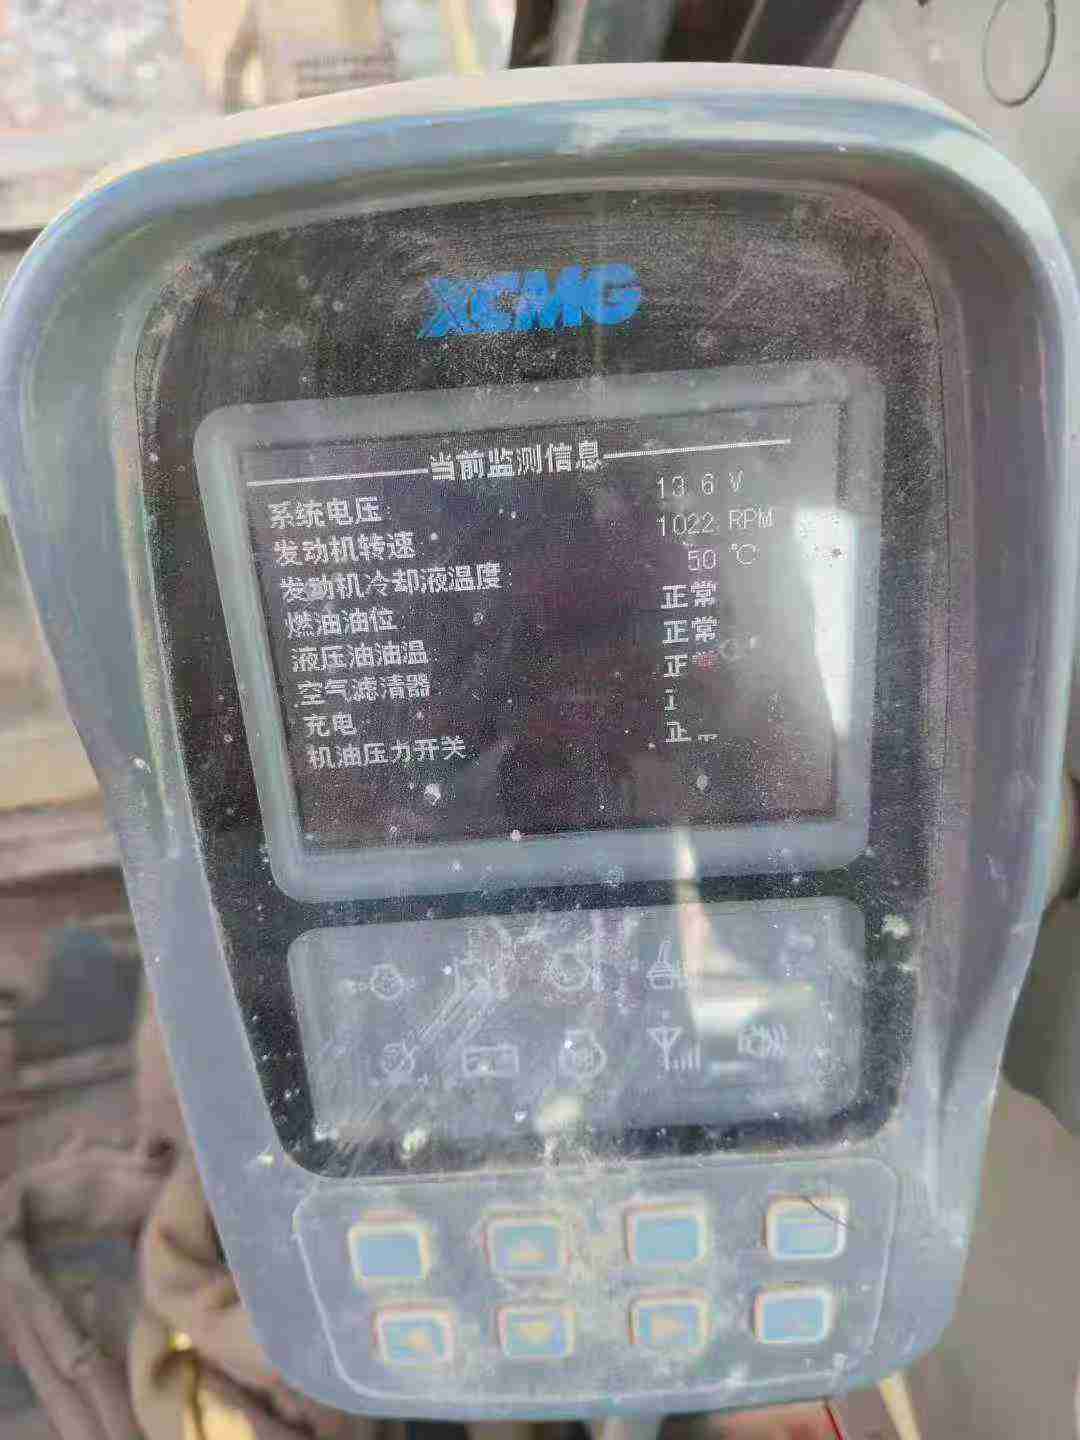 XCMG
当前监测信息
系统电压: 13.6 V
发动机转速: 1022 RPM
发动机冷却液温度: 50 ℃
燃油油位: 正常
液压油油温: 正常
空气滤清器: 正
充电:
机油压力开关: 正